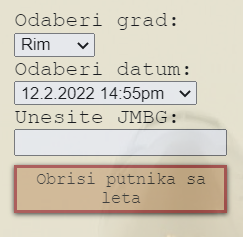 Odaberi grad:
Rim
Odaberi datum:
12.2.2022 14:55pm
Unesite JMBG:
Obrisi putnika sa
leta